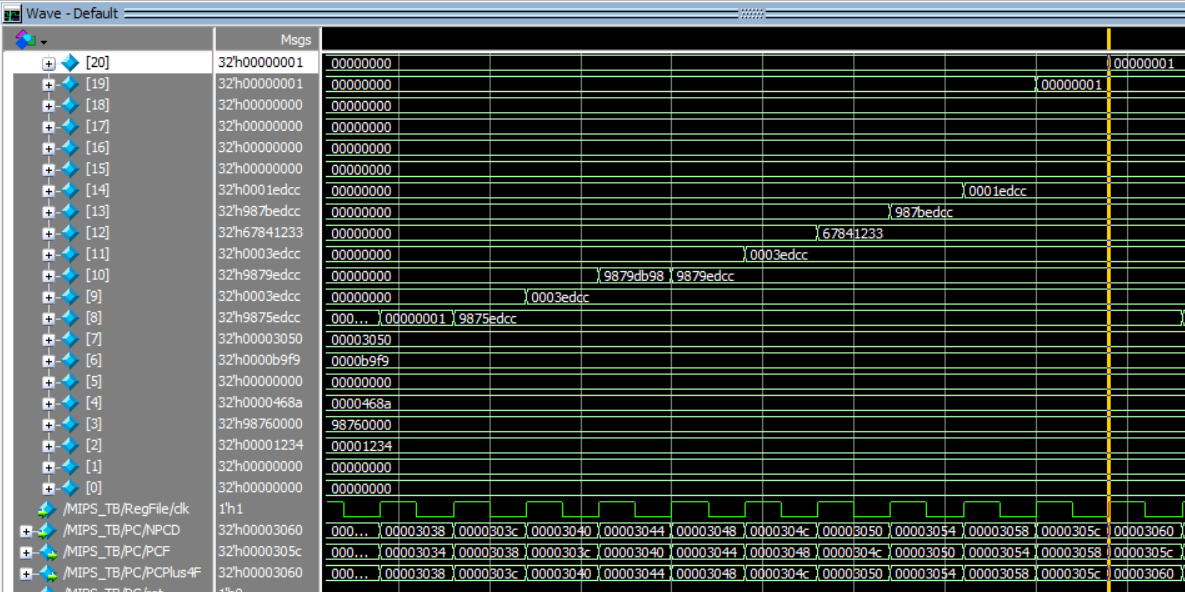 Wave - Default
Msgs
[20] 32'h00000001 00000000 00000001
[19] 32'h00000001 00000000 00000001
[18] 32'h00000000 00000000
[17] 32'h00000000 00000000
[16] 32'h00000000 00000000
[15] 32'h00000000 00000000
[14] 32'h0001edcc 00000000 0001edcc
[13] 32'h987bedcc 00000000 987bedcc
[12] 32'h67841233 00000000 67841233
[11] 32'h0003edcc 00000000 0003edcc
[10] 32'h9879edcc 00000000 9879db98 9879edcc
[9] 32'h0003edcc 00000000 0003edcc
[8] 32'h9875edcc 000... 00000001 9875edcc
[7] 32'h00003050 00003050
[6] 32'h0000b9f9 0000b9f9
[5] 32'h00000000 00000000
[4] 32'h0000468a 0000468a
[3] 32'h98760000 98760000
[2] 32'h00001234 00001234
[1] 32'h00000000 00000000
[0] 32'h00000000 00000000
/MIPS_TB/RegFile/clk 1'h1
/MIPS_TB/PC/NPCD 32'h00003060 000... 00003038 0000303c 00003040 00003044 00003048 0000304c 00003050 00003054 00003058 0000305c 00003060
/MIPS_TB/PC/PCF 32'h0000305c 000... 00003034 00003038 0000303c 00003040 00003044 00003048 0000304c 00003050 00003054 00003058 0000305c
/MIPS_TB/PC/PCPlus4F 32'h00003060 000... 00003038 0000303c 00003040 00003044 00003048 0000304c 00003050 00003054 00003058 0000305c 00003060